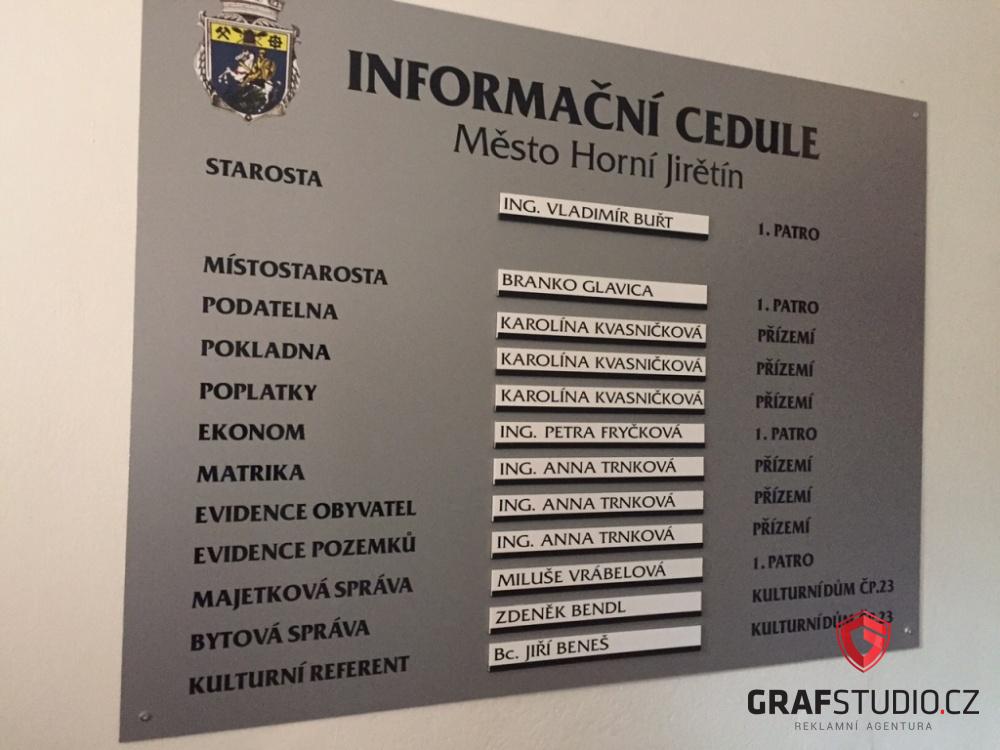 INFORMAČNÍ CEDULE
Město Horní Jiřetín
STAROSTA ING. VLADIMÍR BUŘT 1. PATRO
MÍSTOSTAROSTA BRANKO GLAVICA 1. PATRO
PODATELNA KAROLÍNA KVASNIČKOVÁ PŘÍZEMÍ
POKLADNA KAROLÍNA KVASNIČKOVÁ PŘÍZEMÍ
POPLATKY KAROLÍNA KVASNIČKOVÁ PŘÍZEMÍ
EKONOM ING. PETRA FRYČKOVÁ 1. PATRO
MATRIKA ING. ANNA TRNKOVÁ PŘÍZEMÍ
EVIDENCE OBYVATEL ING. ANNA TRNKOVÁ PŘÍZEMÍ
EVIDENCE POZEMKŮ ING. ANNA TRNKOVÁ PŘÍZEMÍ
MAJETKOVÁ SPRÁVA MILUŠE VRÁBELOVÁ 1. PATRO
BYTOVÁ SPRÁVA ZDENĚK BENDL KULTURNÍDŮM ČP.23
KULTURNÍ REFERENT Bc. JIŘÍ BENEŠ KULTURNÍDŮM
GRAFSTUDIO.CZ
REKLAMNÍ AGENTURA